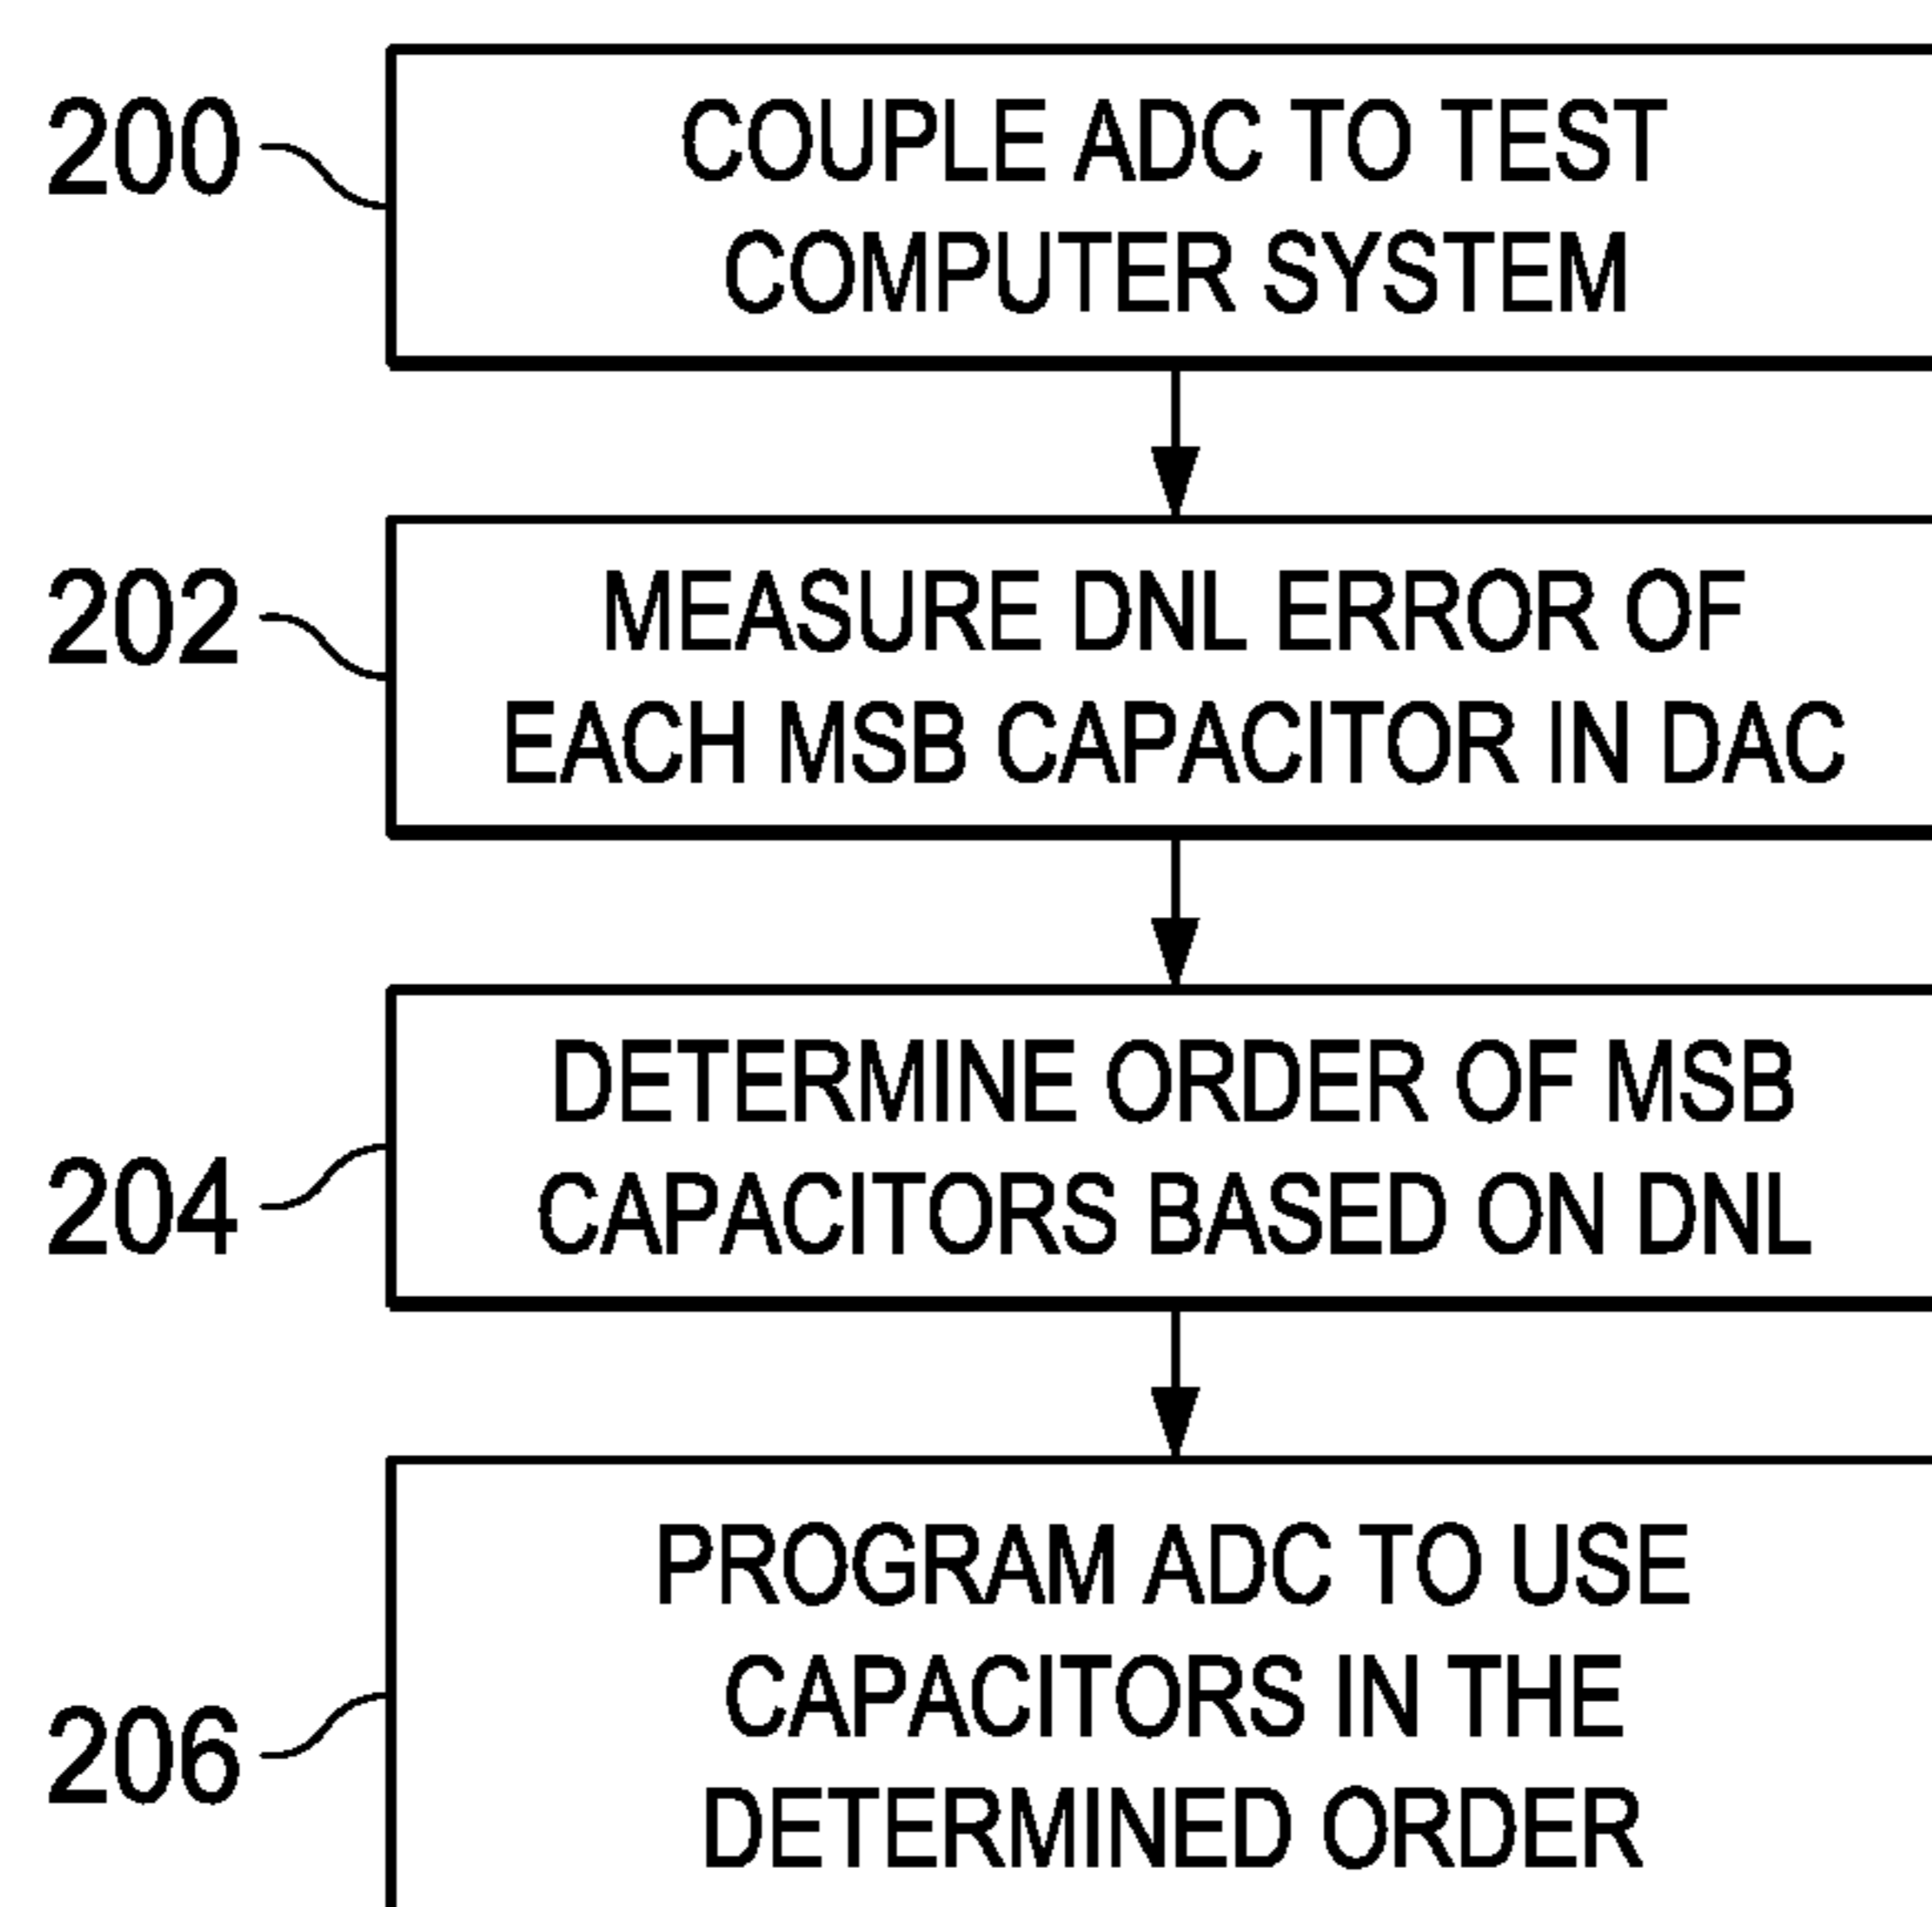 200
COUPLE ADC TO TEST
COMPUTER SYSTEM
202
MEASURE DNL ERROR OF
EACH MSB CAPACITOR IN DAC
204
DETERMINE ORDER OF MSB
CAPACITORS BASED ON DNL
206
PROGRAM ADC TO USE
CAPACITORS IN THE
DETERMINED ORDER